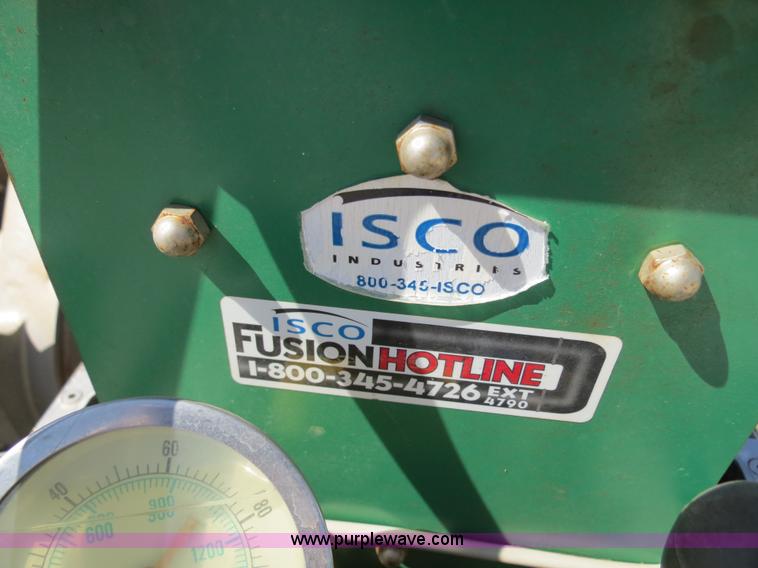 ISCO
INDUSTRIES
800-345-ISCO
ISCO
FUSION HOTLINE
1-800-345-4726 EXT
4790
60
40
80
900
600
1200
www.purplewave.com